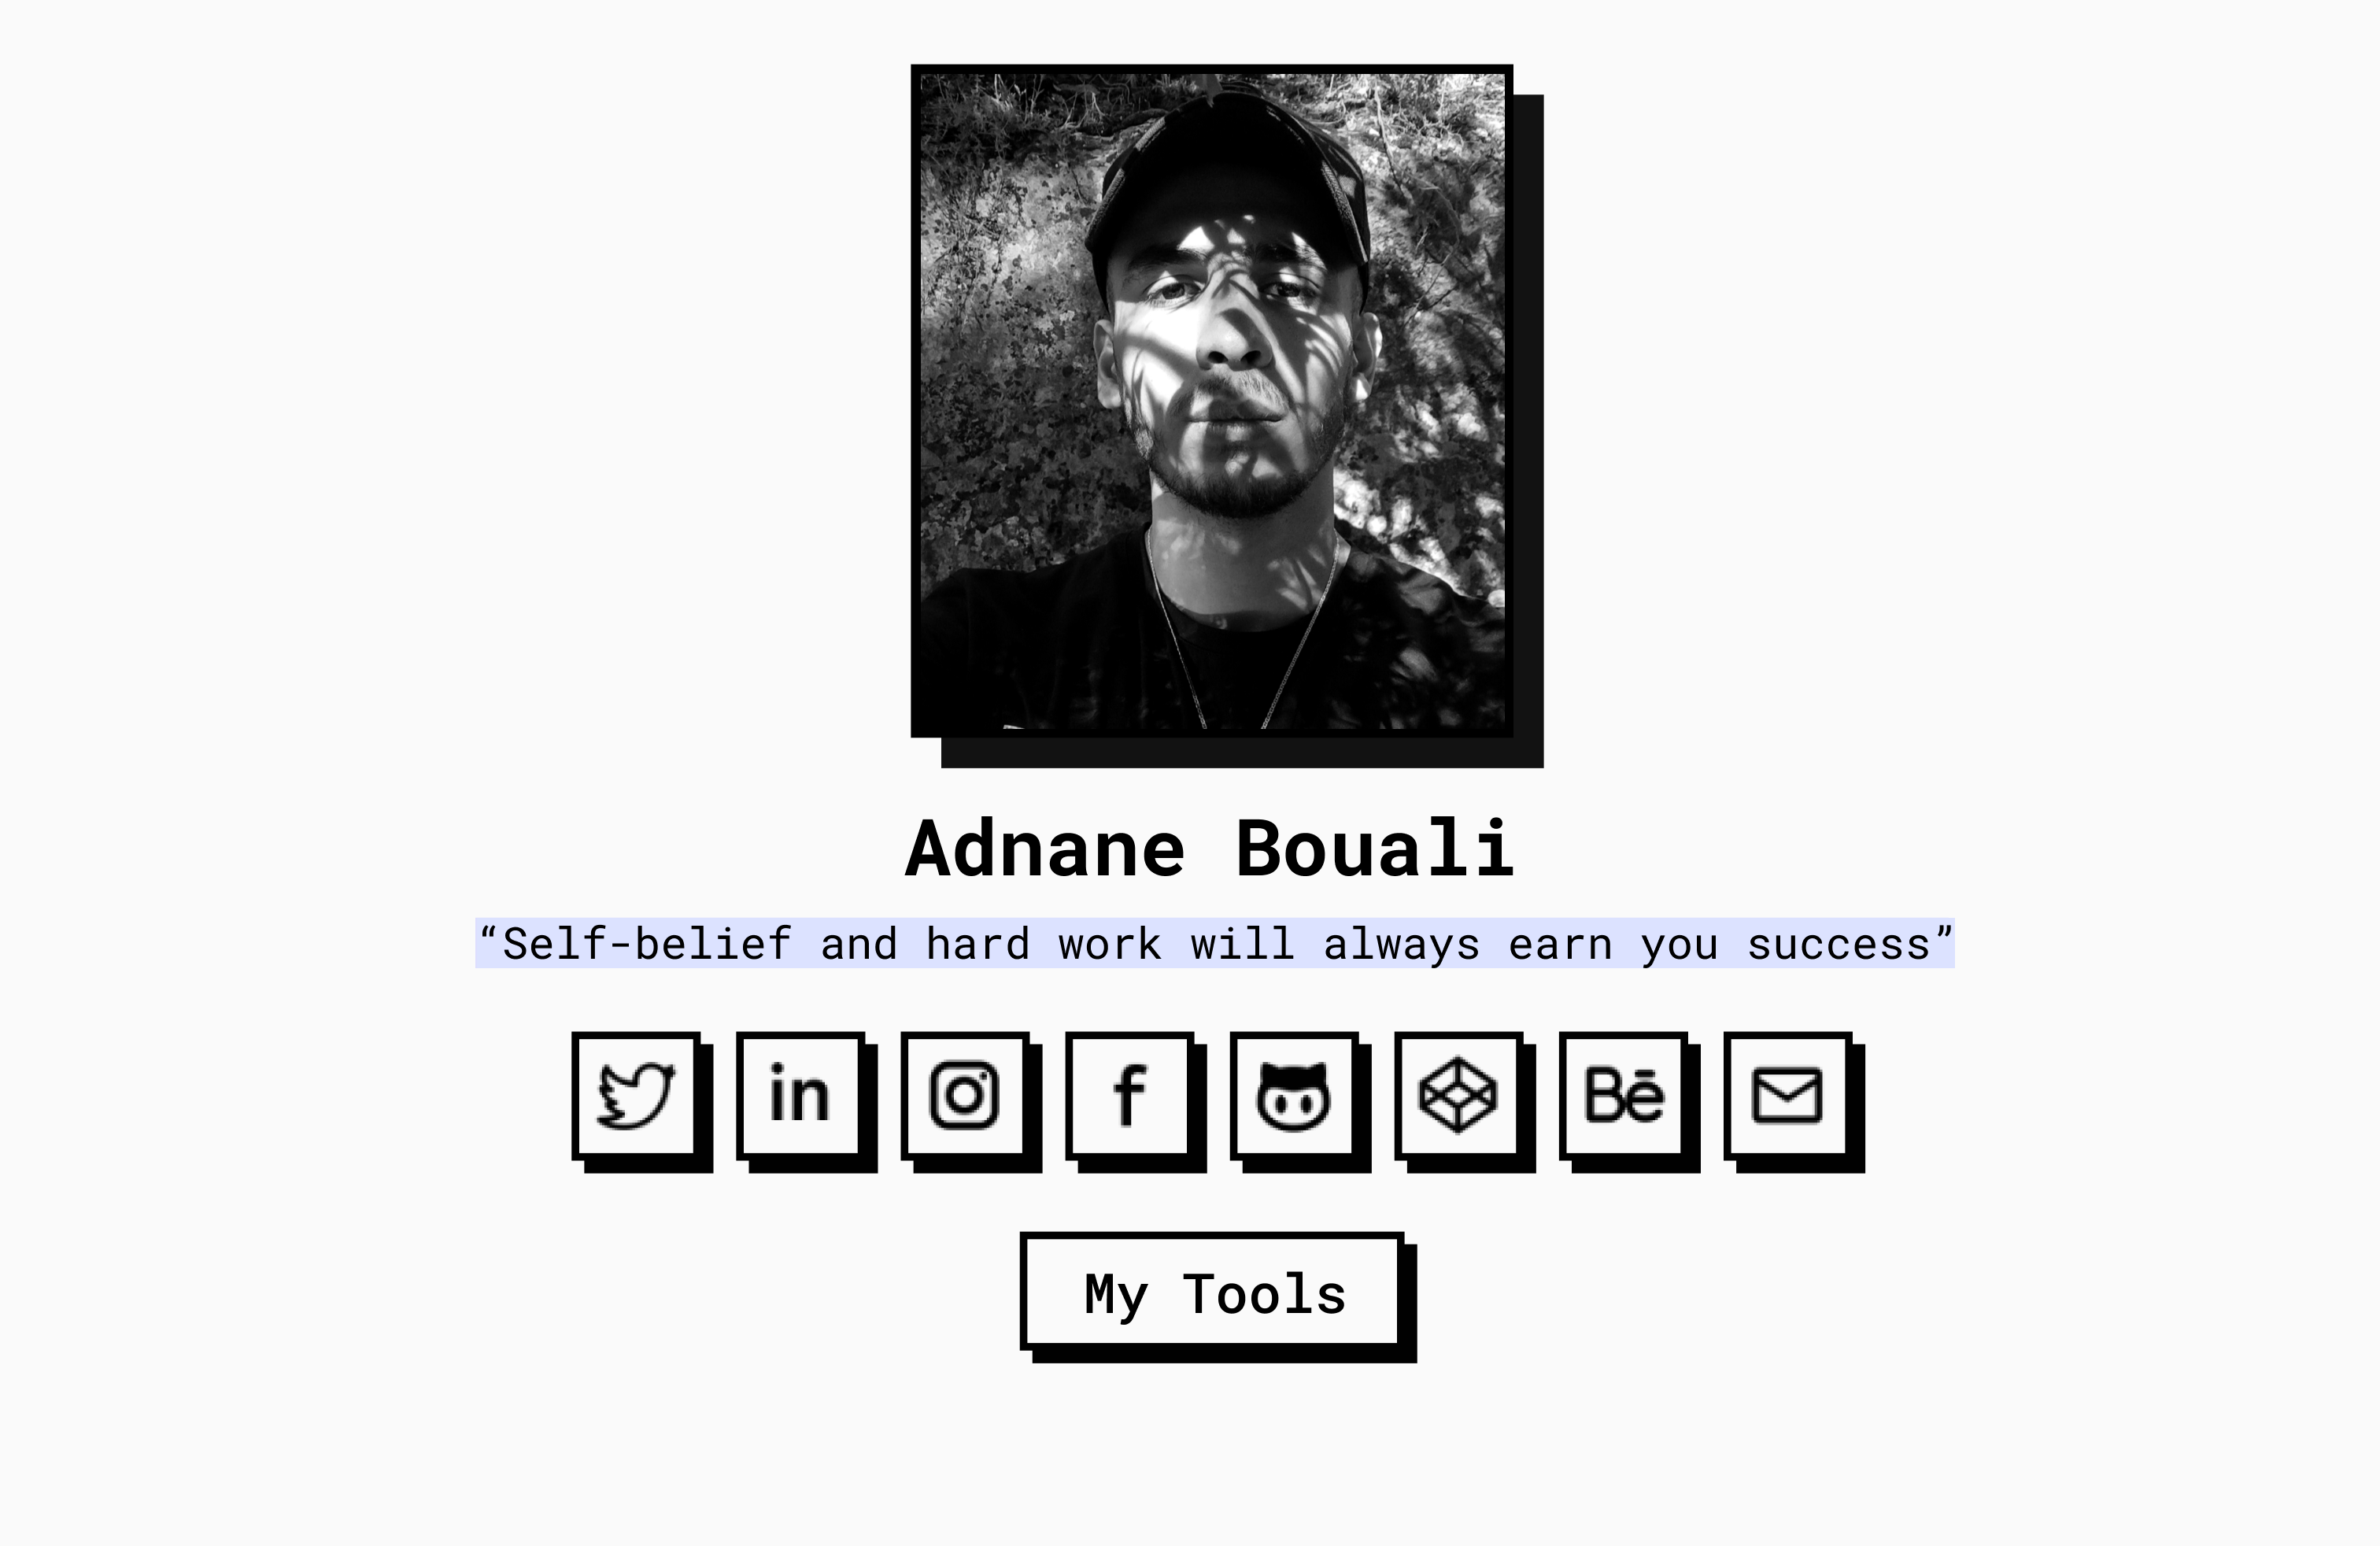 Adnane Bouali
“Self-belief and hard work will always earn you success”
in f Bē
My Tools